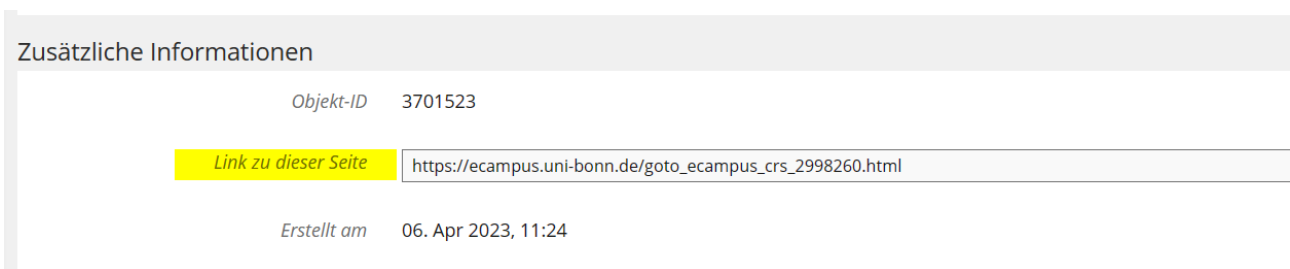 Zusätzliche Informationen
Objekt-ID 3701523
Link zu dieser Seite https://ecampus.uni-bonn.de/goto_ecampus_crs_2998260.html
Erstellt am 06. Apr 2023, 11:24